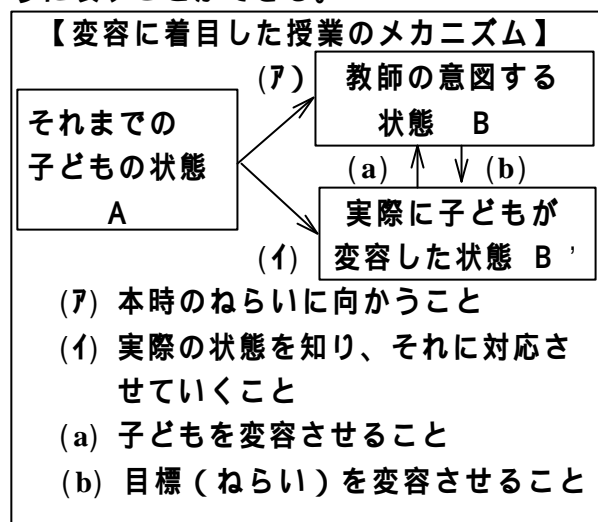 【変容に着目した授業のメカニズム】
(ア) 教師の意図する
状態 B
それまでの
子どもの状態
A
(a) (b)
実際に子どもが
(イ) 変容した状態 B'
(ア) 本時のねらいに向かうこと
(イ) 実際の状態を知り、それに対応さ
せていくこと
(a) 子どもを変容させること
(b) 目標(ねらい)を変容させること